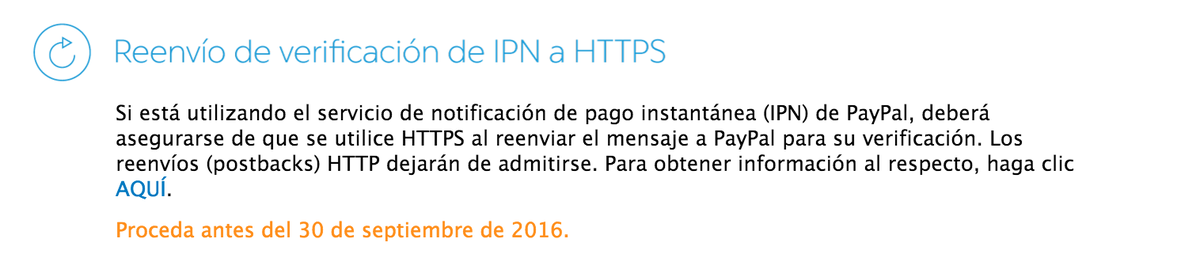 Reenvío de verificación de IPN a HTTPS
Si está utilizando el servicio de notificación de pago instantánea (IPN) de PayPal, deberá
asegurarse de que se utilice HTTPS al reenviar el mensaje a PayPal para su verificación. Los
reenvíos (postbacks) HTTP dejarán de admitirse. Para obtener información al respecto, haga clic
AQUÍ.
Proceda antes del 30 de septiembre de 2016.